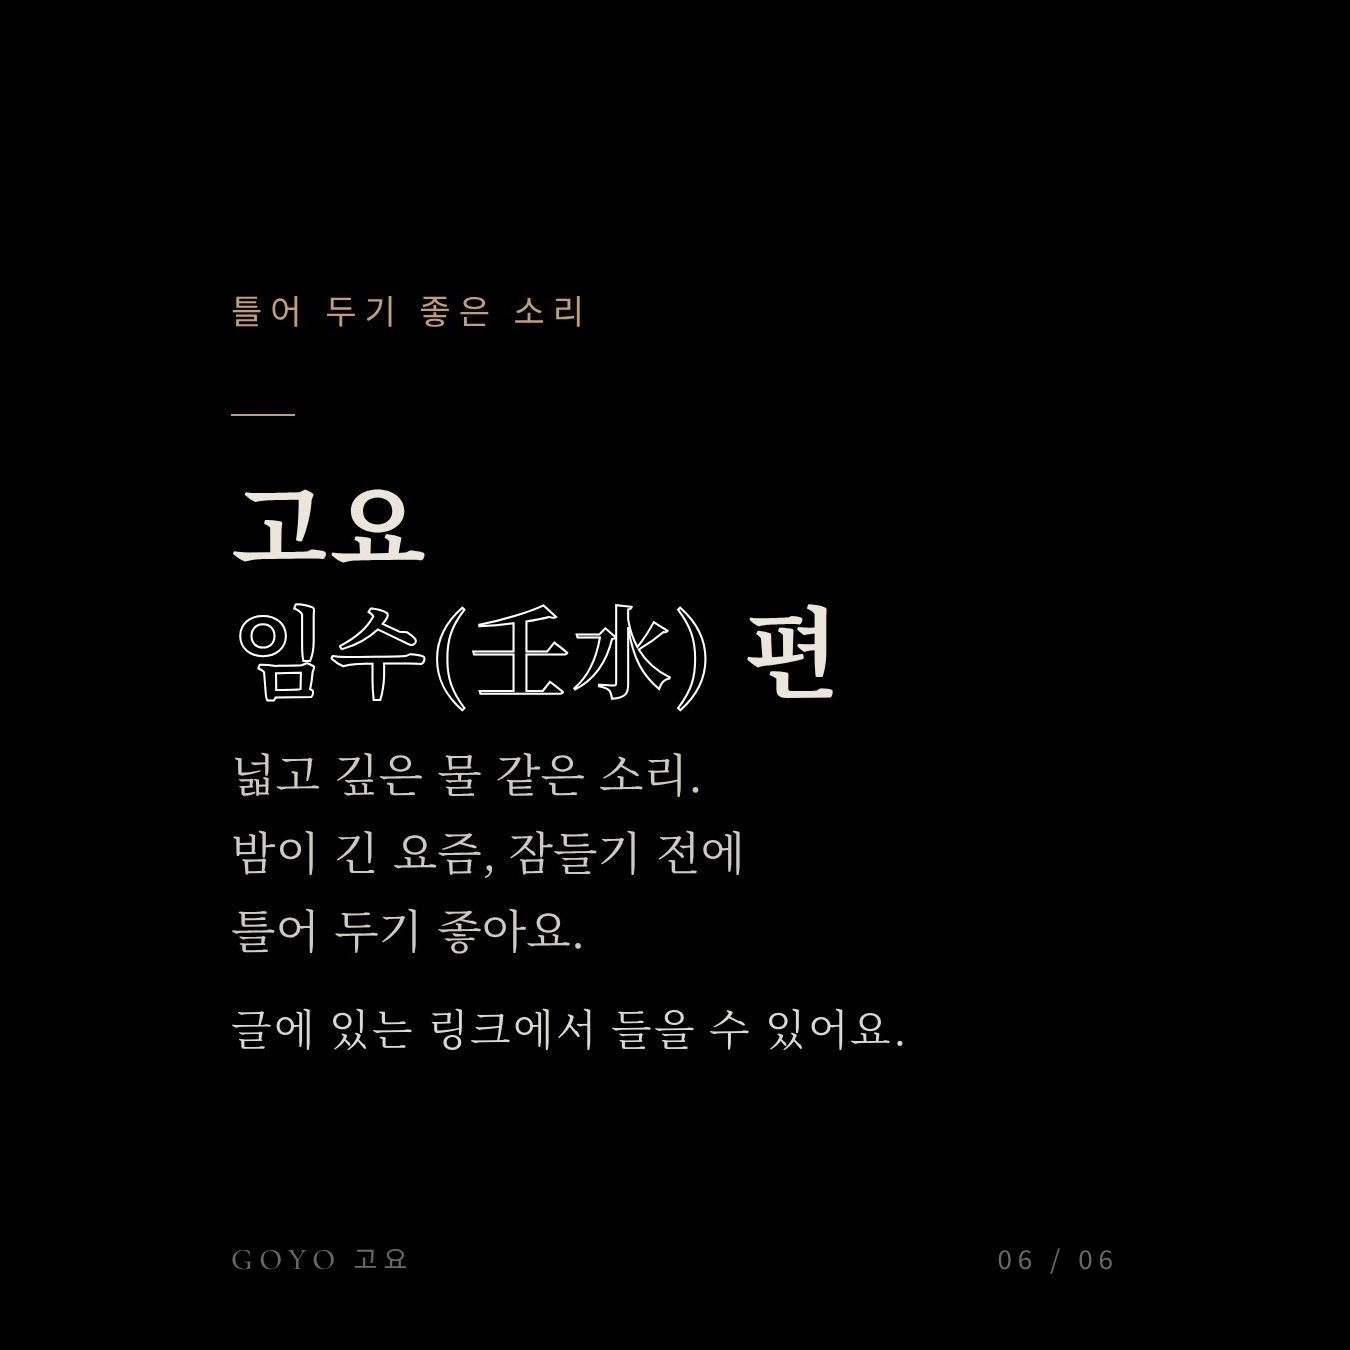 틀어 두기 좋은 소리
고요
임수(壬水) 편
넓고 깊은 물 같은 소리.
밤이 긴 요즘, 잠들기 전에
틀어 두기 좋아요.
글에 있는 링크에서 들을 수 있어요.
GOYO 고요
06 / 06